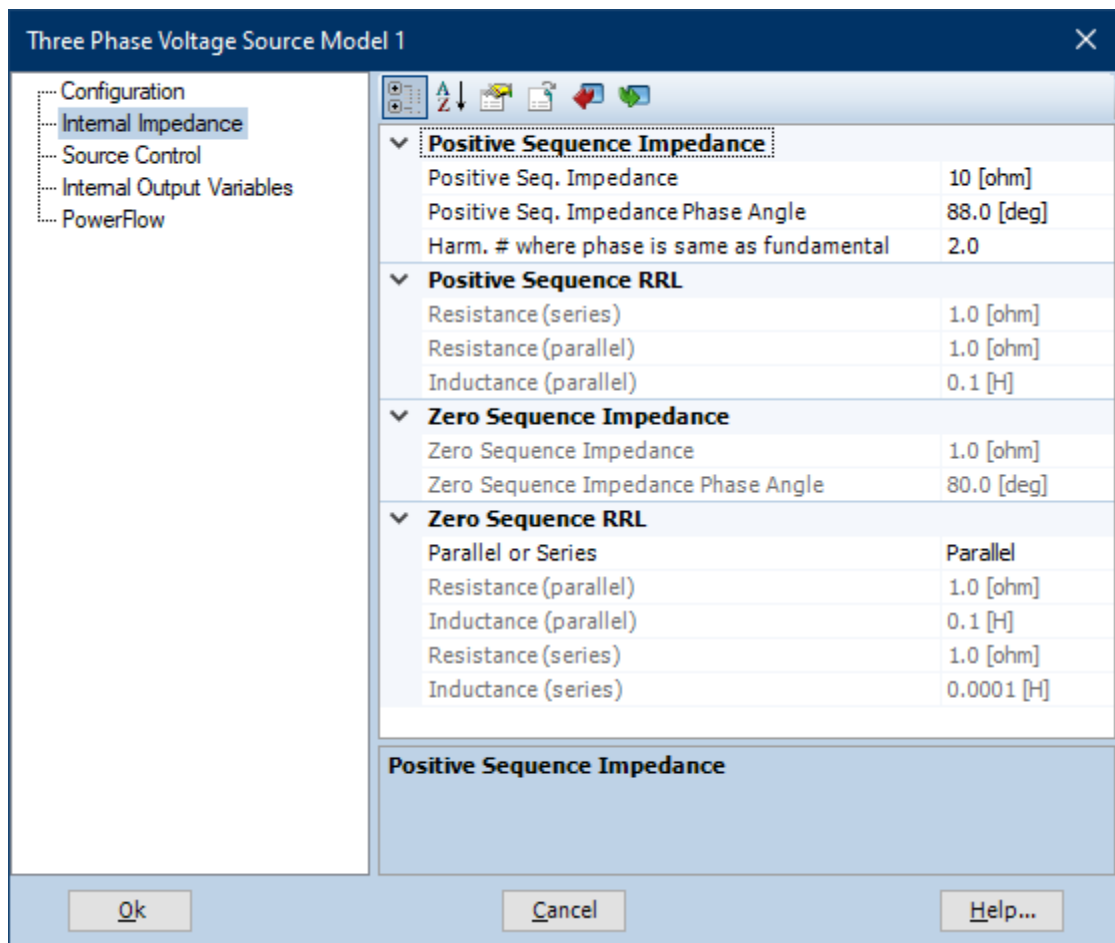 Three Phase Voltage Source Model 1
Configuration
Internal Impedance
Source Control
Internal Output Variables
PowerFlow
Positive Sequence Impedance
Positive Seq. Impedance 10 [ohm]
Positive Seq. Impedance Phase Angle 88.0 [deg]
Harm. # where phase is same as fundamental 2.0
Positive Sequence RRL
Resistance (series) 1.0 [ohm]
Resistance (parallel) 1.0 [ohm]
Inductance (parallel) 0.1 [H]
Zero Sequence Impedance
Zero Sequence Impedance 1.0 [ohm]
Zero Sequence Impedance Phase Angle 80.0 [deg]
Zero Sequence RRL
Parallel or Series Parallel
Resistance (parallel) 1.0 [ohm]
Inductance (parallel) 0.1 [H]
Resistance (series) 1.0 [ohm]
Inductance (series) 0.0001 [H]
Positive Sequence Impedance
Ok Cancel Help...